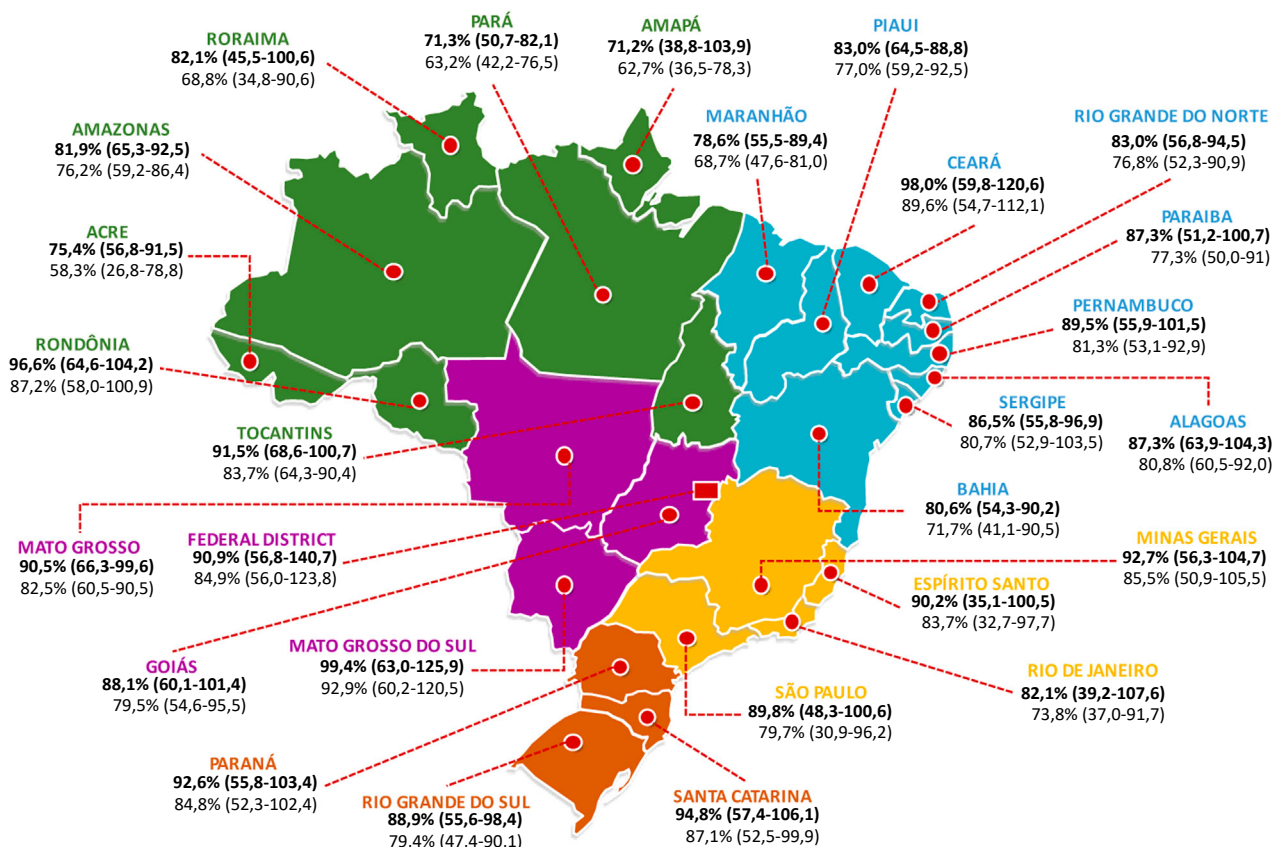 RORAIMA
82,1% (45,5-100,6)
68,8% (34,8-90,6)
PARÁ
71,3% (50,7-82,1)
63,2% (42,2-76,5)
AMAPÁ
71,2% (38,8-103,9)
62,7% (36,5-78,3)
PIAUI
83,0% (64,5-88,8)
77,0% (59,2-92,5)
AMAZONAS
81,9% (65,3-92,5)
76,2% (59,2-86,4)
MARANHÃO
78,6% (55,5-89,4)
68,7% (47,6-81,0)
RIO GRANDE DO NORTE
83,0% (56,8-94,5)
76,8% (52,3-90,9)
CEARÁ
98,0% (59,8-120,6)
89,6% (54,7-112,1)
ACRE
75,4% (56,8-91,5)
58,3% (26,8-78,8)
PARAIBA
87,3% (51,2-100,7)
77,3% (50,0-91)
PERNAMBUCO
89,5% (55,9-101,5)
81,3% (53,1-92,9)
RONDÔNIA
96,6% (64,6-104,2)
87,2% (58,0-100,9)
TOCANTINS
91,5% (68,6-100,7)
83,7% (64,3-90,4)
SERGIPE
86,5% (55,8-96,9)
80,7% (52,9-103,5)
ALAGOAS
87,3% (63,9-104,3)
80,8% (60,5-92,0)
BAHIA
80,6% (54,3-90,2)
71,7% (41,1-90,5)
MATO GROSSO
90,5% (66,3-99,6)
82,5% (60,5-90,5)
FEDERAL DISTRICT
90,9% (56,8-140,7)
84,9% (56,0-123,8)
MINAS GERAIS
92,7% (56,3-104,7)
85,5% (50,9-105,5)
ESPÍRITO SANTO
90,2% (35,1-100,5)
83,7% (32,7-97,7)
GOIÁS
88,1% (60,1-101,4)
79,5% (54,6-95,5)
MATO GROSSO DO SUL
99,4% (63,0-125,9)
92,9% (60,2-120,5)
RIO DE JANEIRO
82,1% (39,2-107,6)
73,8% (37,0-91,7)
SÃO PAULO
89,8% (48,3-100,6)
79,7% (30,9-96,2)
PARANÁ
92,6% (55,8-103,4)
84,8% (52,3-102,4)
RIO GRANDE DO SUL
88,9% (55,6-98,4)
79,4% (47,4-90,1)
SANTA CATARINA
94,8% (57,4-106,1)
87,1% (52,5-99,9)